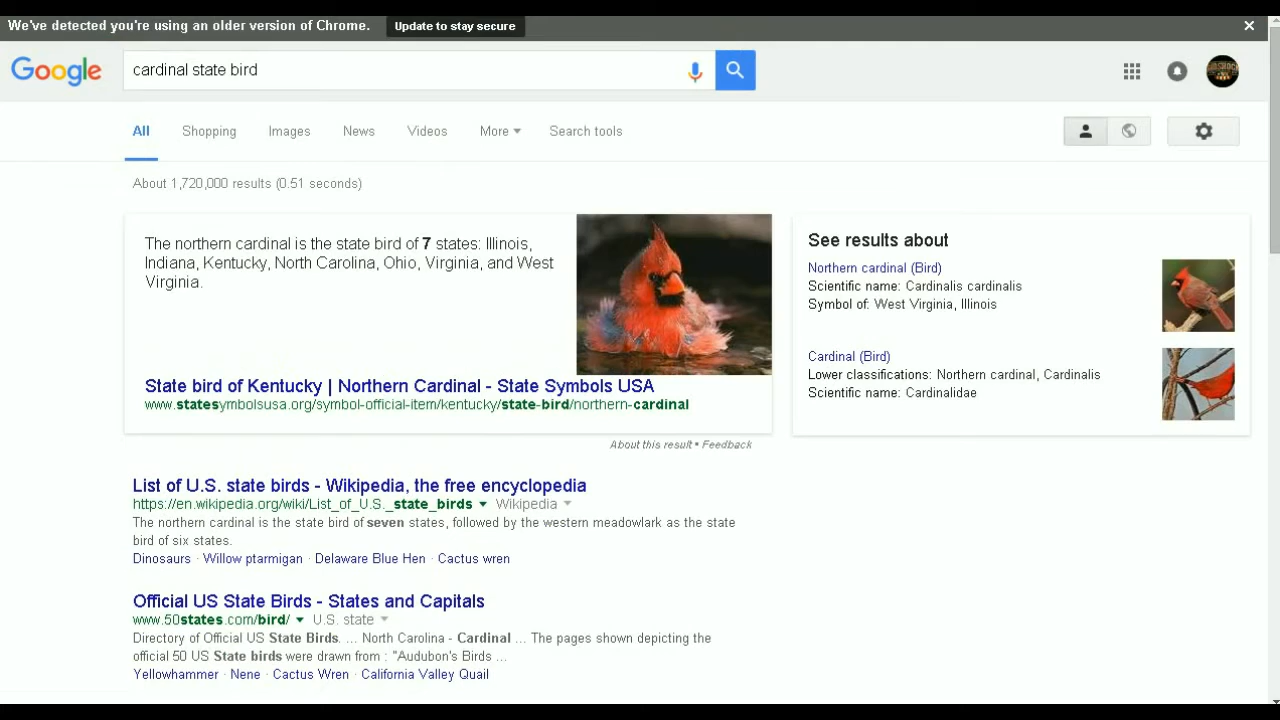 We've detected you're using an older version of Chrome. Update to stay secure
Google cardinal state bird
All Shopping Images News Videos More Search tools
About 1,720,000 results (0.51 seconds)
The northern cardinal is the state bird of 7 states: Illinois,
Indiana, Kentucky, North Carolina, Ohio, Virginia, and West
Virginia.
State bird of Kentucky | Northern Cardinal - State Symbols USA
www.statesymbolsusa.org/symbol-official-item/kentucky/state-bird/northern-cardinal
About this result • Feedback
See results about
Northern cardinal (Bird)
Scientific name: Cardinalis cardinalis
Symbol of: West Virginia, Illinois
Cardinal (Bird)
Lower classifications: Northern cardinal, Cardinalis
Scientific name: Cardinalidae
List of U.S. state birds - Wikipedia, the free encyclopedia
https://en.wikipedia.org/wiki/List_of_U.S._state_birds Wikipedia
The northern cardinal is the state bird of seven states, followed by the western meadowlark as the state
bird of six states.
Dinosaurs · Willow ptarmigan · Delaware Blue Hen · Cactus wren
Official US State Birds - States and Capitals
www.50states.com/bird/ U.S. state
Directory of Official US State Birds. ... North Carolina - Cardinal ... The pages shown depicting the
official 50 US State birds were drawn from : "Audubon's Birds ...
Yellowhammer · Nene · Cactus Wren · California Valley Quail